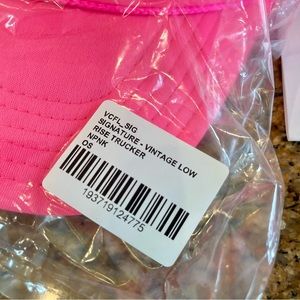 VCFL_SIG
SIGNATURE - VINTAGE LOW
RISE TRUCKER
NPNK
OS
193719124775